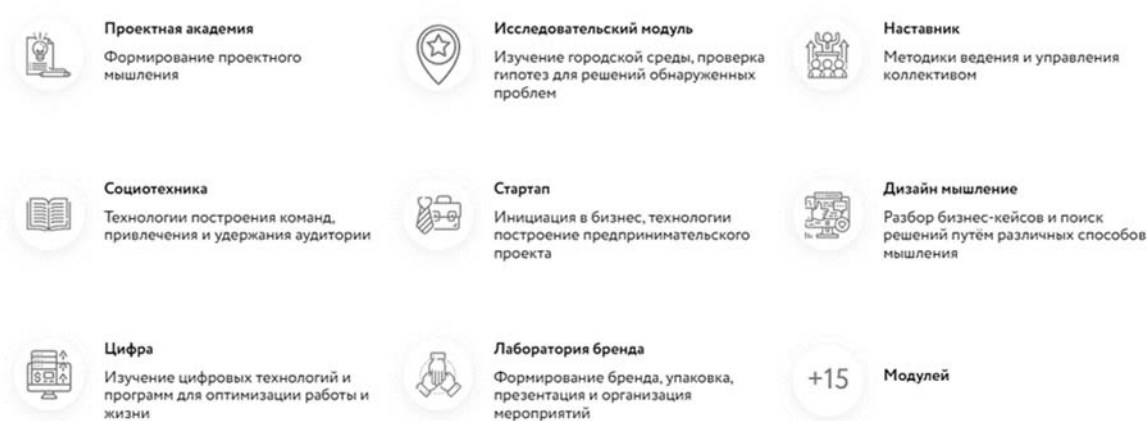 Проектная академия
Формирование проектного
мышления
Исследовательский модуль
Изучение городской среды, проверка
гипотез для решений обнаруженных
проблем
Наставник
Методики ведения и управления
коллективом
Социотехника
Технологии построения команд,
привлечения и удержания аудитории
Стартап
Инициация в бизнес, технологии
построение предпринимательского
проекта
Дизайн мышление
Разбор бизнес-кейсов и поиск
решений путём различных способов
мышления
Цифра
Изучение цифровых технологий и
программ для оптимизации работы и
жизни
Лаборатория бренда
Формирование бренда, упаковка,
презентация и организация
мероприятий
+15 Модулей